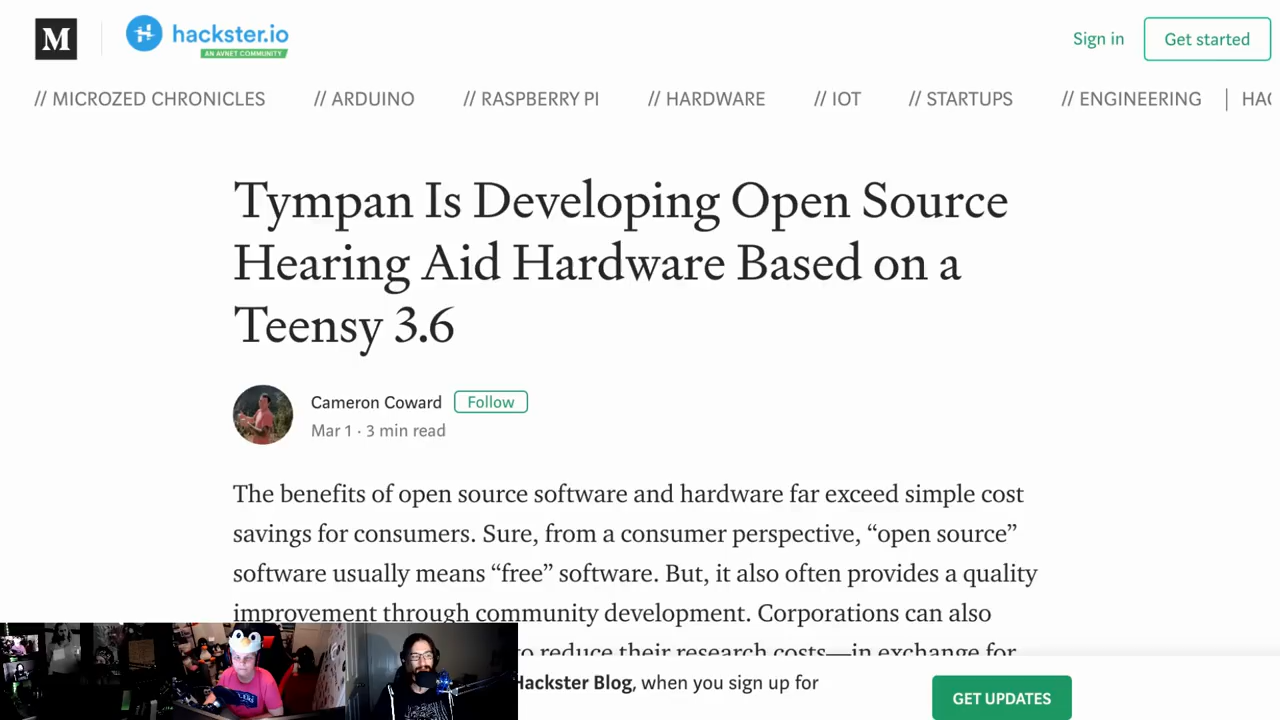 M
hackster.io
AN AVNET COMMUNITY
Sign in
Get started
// MICROZED CHRONICLES
// ARDUINO
// RASPBERRY PI
// HARDWARE
// IOT
// STARTUPS
// ENGINEERING
Tympan Is Developing Open Source
Hearing Aid Hardware Based on a
Teensy 3.6
Cameron Coward
Follow
Mar 1 · 3 min read
The benefits of open source software and hardware far exceed simple cost
savings for consumers. Sure, from a consumer perspective, “open source”
software usually means “free” software. But, it also often provides a quality
improvement through community development. Corporations can also
to reduce their research costs—in exchange for
Hackster Blog, when you sign up for
GET UPDATES